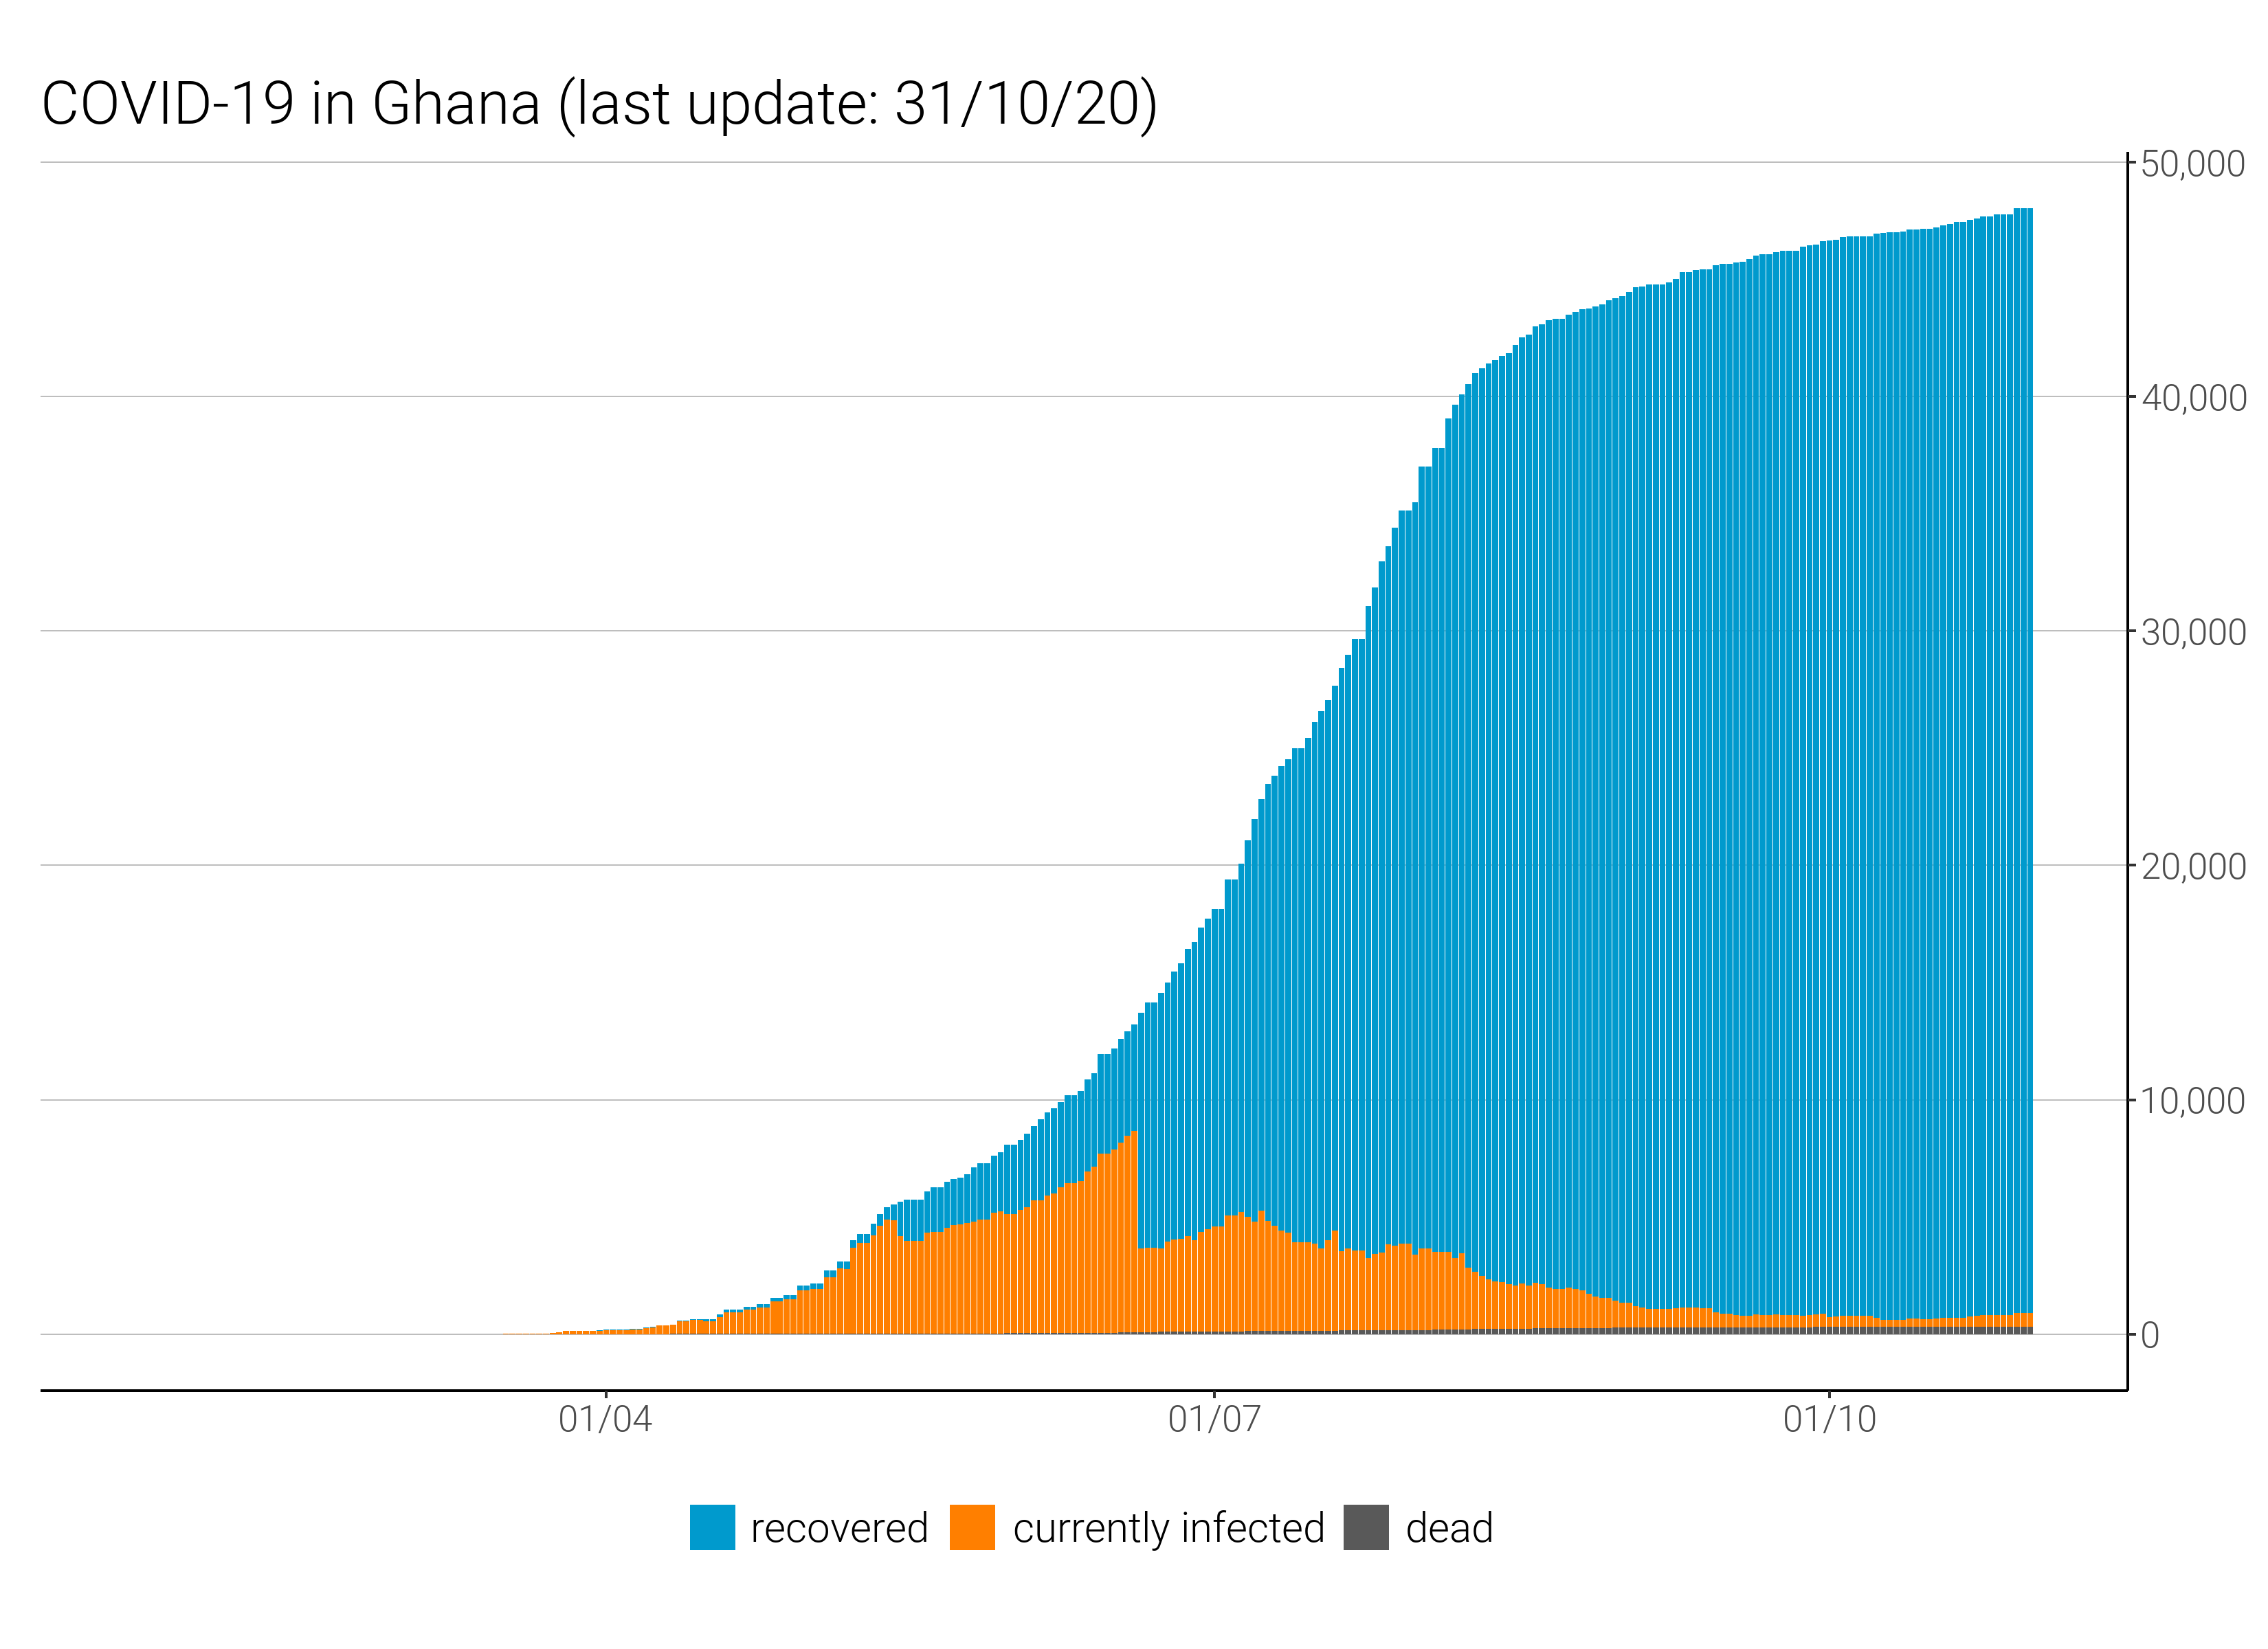 COVID-19 in Ghana (last update: 31/10/20)
50,000
40,000
30,000
20,000
10,000
0
01/04 01/07 01/10
recovered currently infected dead